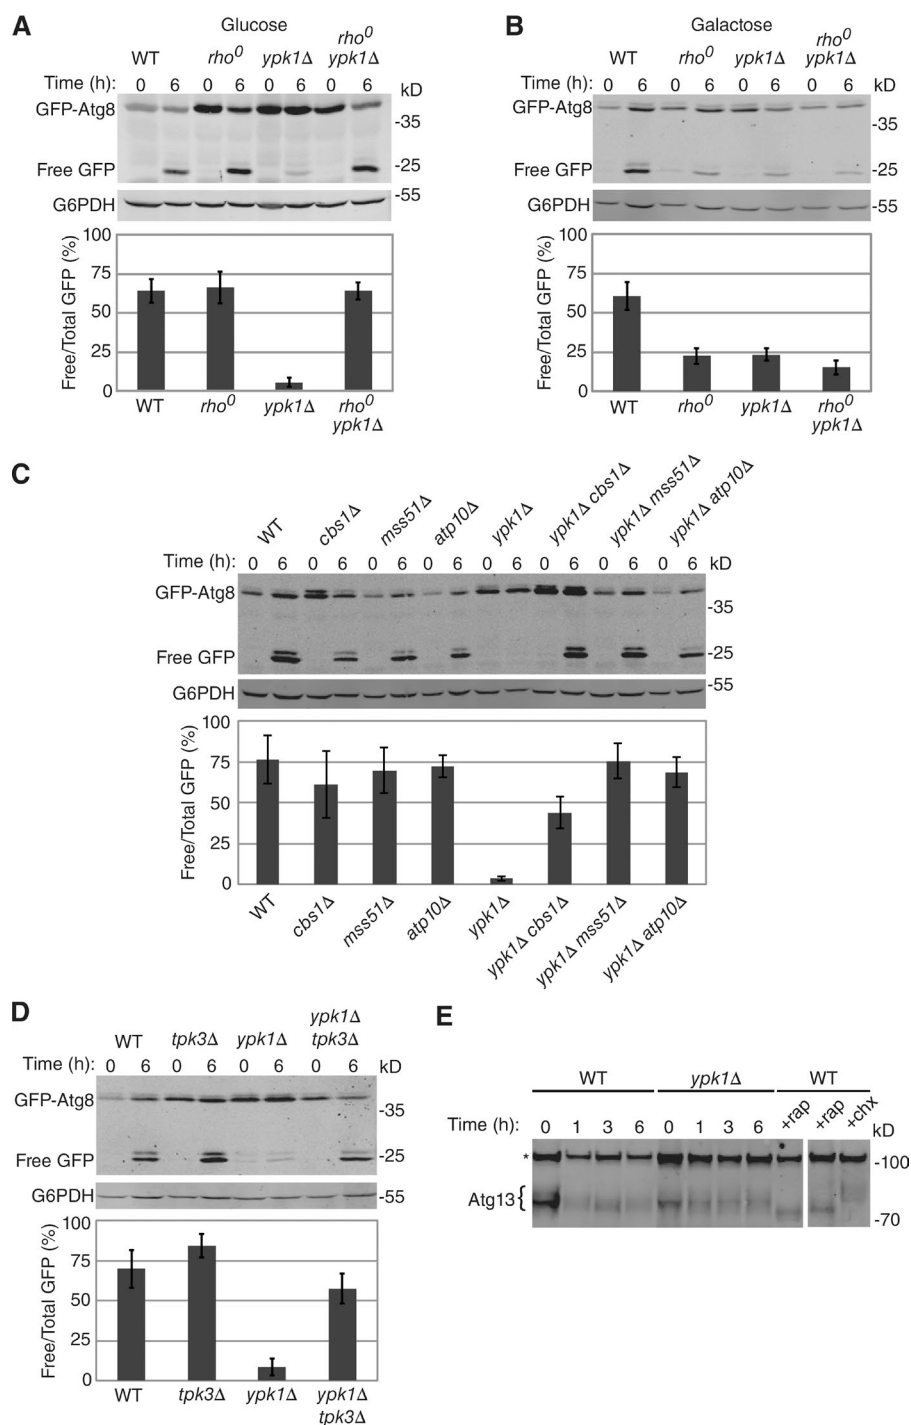 A
Glucose
WT rho⁰ ypk1Δ rho⁰ ypk1Δ
Time (h): 0 6 0 6 0 6 0 6 kD
GFP-Atg8
-35
Free GFP -25
-55
G6PDH
Free/Total GFP (%)
100
75
50
25
0
WT rho⁰ ypk1Δ rho⁰ ypk1Δ
B
Galactose
WT rho⁰ ypk1Δ rho⁰ ypk1Δ
Time (h): 0 6 0 6 0 6 0 6 kD
GFP-Atg8
-35
Free GFP -25
G6PDH -55
Free/Total GFP (%)
100
75
50
25
0
WT rho⁰ ypk1Δ rho⁰ ypk1Δ
C
WT cbs1Δ mss51Δ atp10Δ ypk1Δ ypk1Δ cbs1Δ ypk1Δ mss51Δ ypk1Δ atp10Δ
Time (h): 0 6 0 6 0 6 0 6 0 6 0 6 0 6 0 6 kD
GFP-Atg8
-35
Free GFP -25
-55
G6PDH
Free/Total GFP (%)
100
75
50
25
0
WT cbs1Δ mss51Δ atp10Δ ypk1Δ ypk1Δ cbs1Δ ypk1Δ mss51Δ ypk1Δ atp10Δ
D
WT tpk3Δ ypk1Δ ypk1Δ tpk3Δ
Time (h): 0 6 0 6 0 6 0 6 kD
GFP-Atg8
-35
Free GFP -25
G6PDH -55
Free/Total GFP (%)
100
75
50
25
0
WT tpk3Δ ypk1Δ ypk1Δ tpk3Δ
E
WT ypk1Δ WT
Time (h): 0 1 3 6 0 1 3 6 +rap +rap +chx kD
* -100
Atg13{
-70